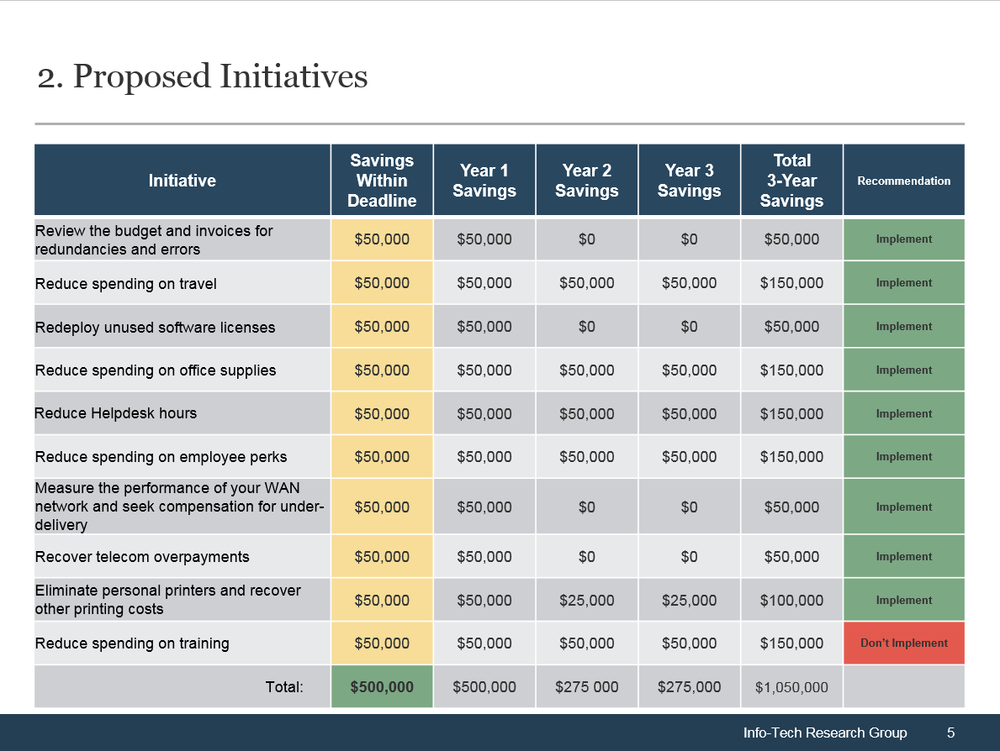 2. Proposed Initiatives
Initiative
Savings
Within
Deadline
Year 1
Savings
Year 2
Savings
Year 3
Savings
Total
3-Year
Savings
Recommendation
Review the budget and invoices for
redundancies and errors
$50,000 $50,000 $0 $0 $50,000 Implement
Reduce spending on travel $50,000 $50,000 $50,000 $50,000 $150,000 Implement
Redeploy unused software licenses $50,000 $50,000 $0 $0 $50,000 Implement
Reduce spending on office supplies $50,000 $50,000 $50,000 $50,000 $150,000 Implement
Reduce Helpdesk hours $50,000 $50,000 $50,000 $50,000 $150,000 Implement
Reduce spending on employee perks $50,000 $50,000 $50,000 $50,000 $150,000 Implement
Measure the performance of your WAN
network and seek compensation for under-
delivery
$50,000 $50,000 $0 $0 $50,000 Implement
Recover telecom overpayments $50,000 $50,000 $0 $0 $50,000 Implement
Eliminate personal printers and recover
other printing costs
$50,000 $50,000 $25,000 $25,000 $100,000 Implement
Reduce spending on training $50,000 $50,000 $50,000 $50,000 $150,000 Don't Implement
Total: $500,000 $500,000 $275 000 $275,000 $1,050,000
Info-Tech Research Group 5